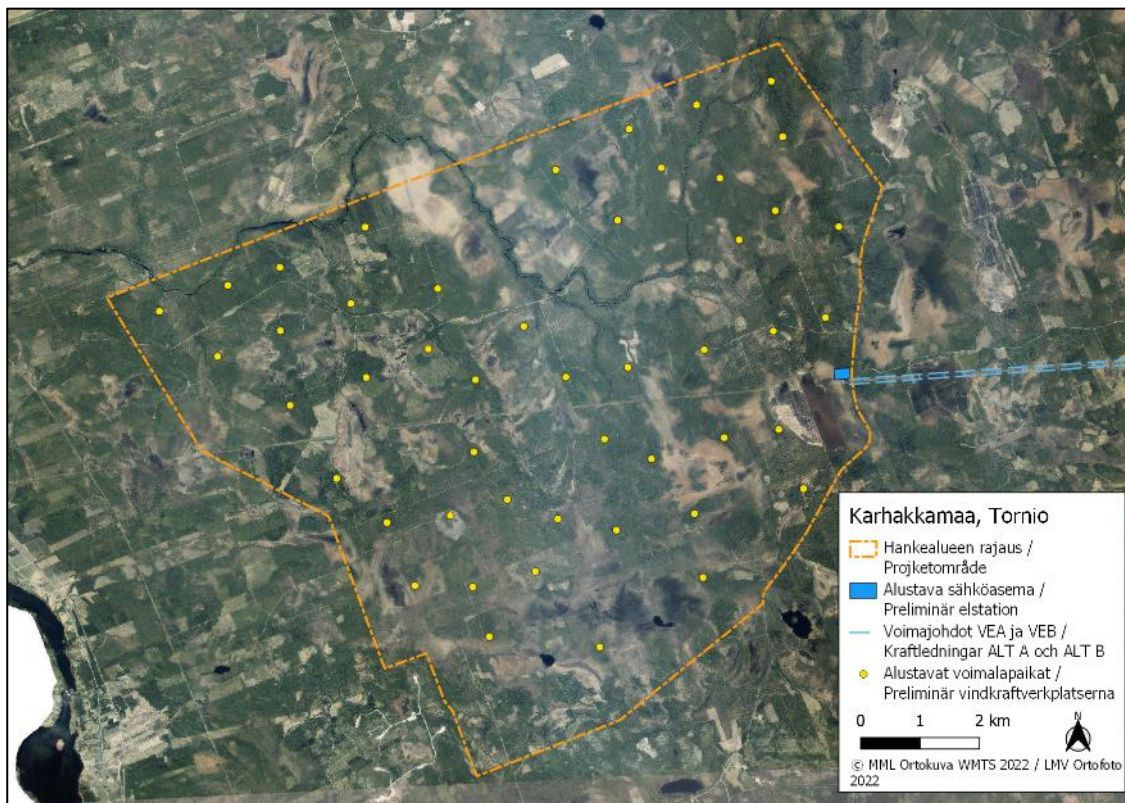 Karhakkamaa, Tornio
Hankealueen rajaus /
Projketområde
Alustava sähköasema /
Preliminär elstation
Voimajohdot VEA ja VEB /
Kraftledningar ALT A och ALT B
Alustavat voimalapaikat /
Preliminär vindkraftverkplatserna
0 1 2 km
N
© MML Ortokuva WMTS 2022 / LMV Ortofoto
2022